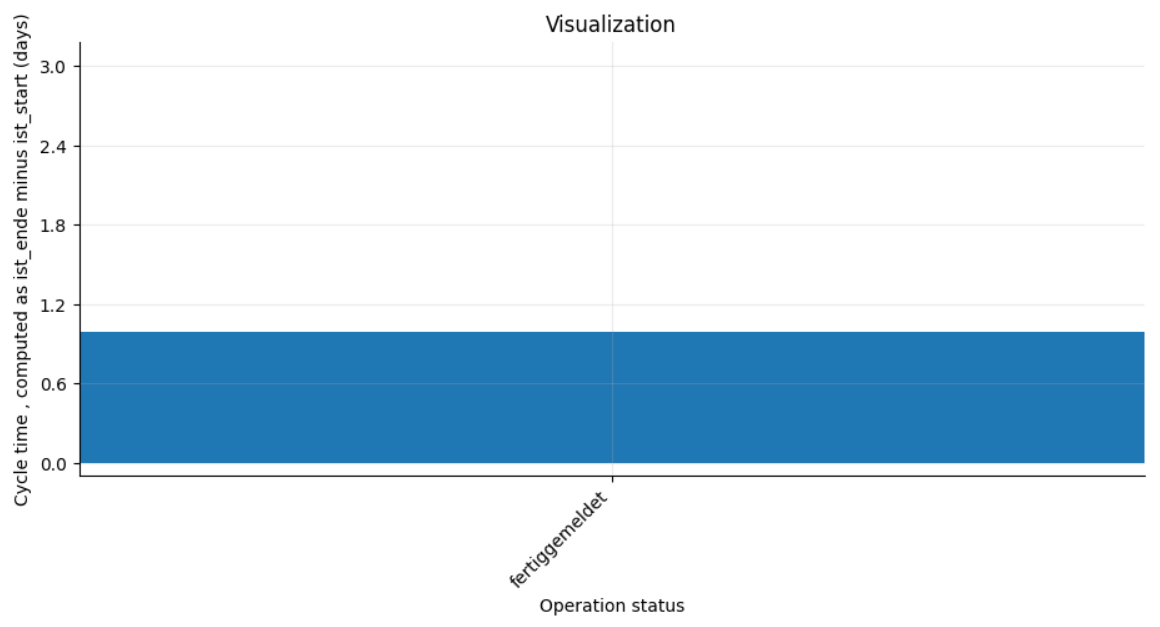 Visualization
Cycle time , computed as ist_ende minus ist_start (days)
3.0
2.4
1.8
1.2
0.6
0.0
fertiggemeldet
Operation status